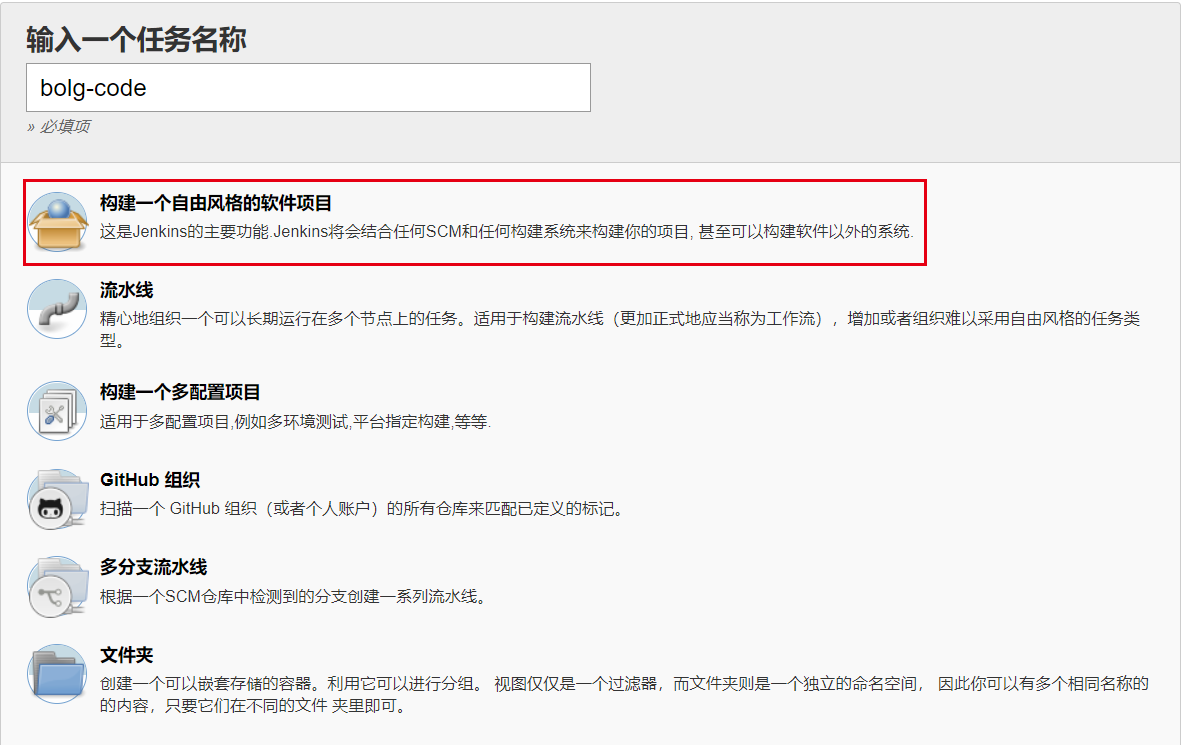 输入一个任务名称
bolg-code
» 必填项
构建一个自由风格的软件项目
这是Jenkins的主要功能.Jenkins将会结合任何SCM和任何构建系统来构建你的项目, 甚至可以构建软件以外的系统.
流水线
精心地组织一个可以长期运行在多个节点上的任务。适用于构建流水线（更加正式地应当称为工作流），增加或者组织难以采用自由风格的任务类
型。
构建一个多配置项目
适用于多配置项目,例如多环境测试,平台指定构建,等等.
GitHub 组织
扫描一个 GitHub 组织（或者个人账户）的所有仓库来匹配已定义的标记。
多分支流水线
根据一个SCM仓库中检测到的分支创建一系列流水线。
文件夹
创建一个可以嵌套存储的容器。利用它可以进行分组。 视图仅仅是一个过滤器，而文件夹则是一个独立的命名空间， 因此你可以有多个相同名称的
的内容，只要它们在不同的文件 夹里即可。